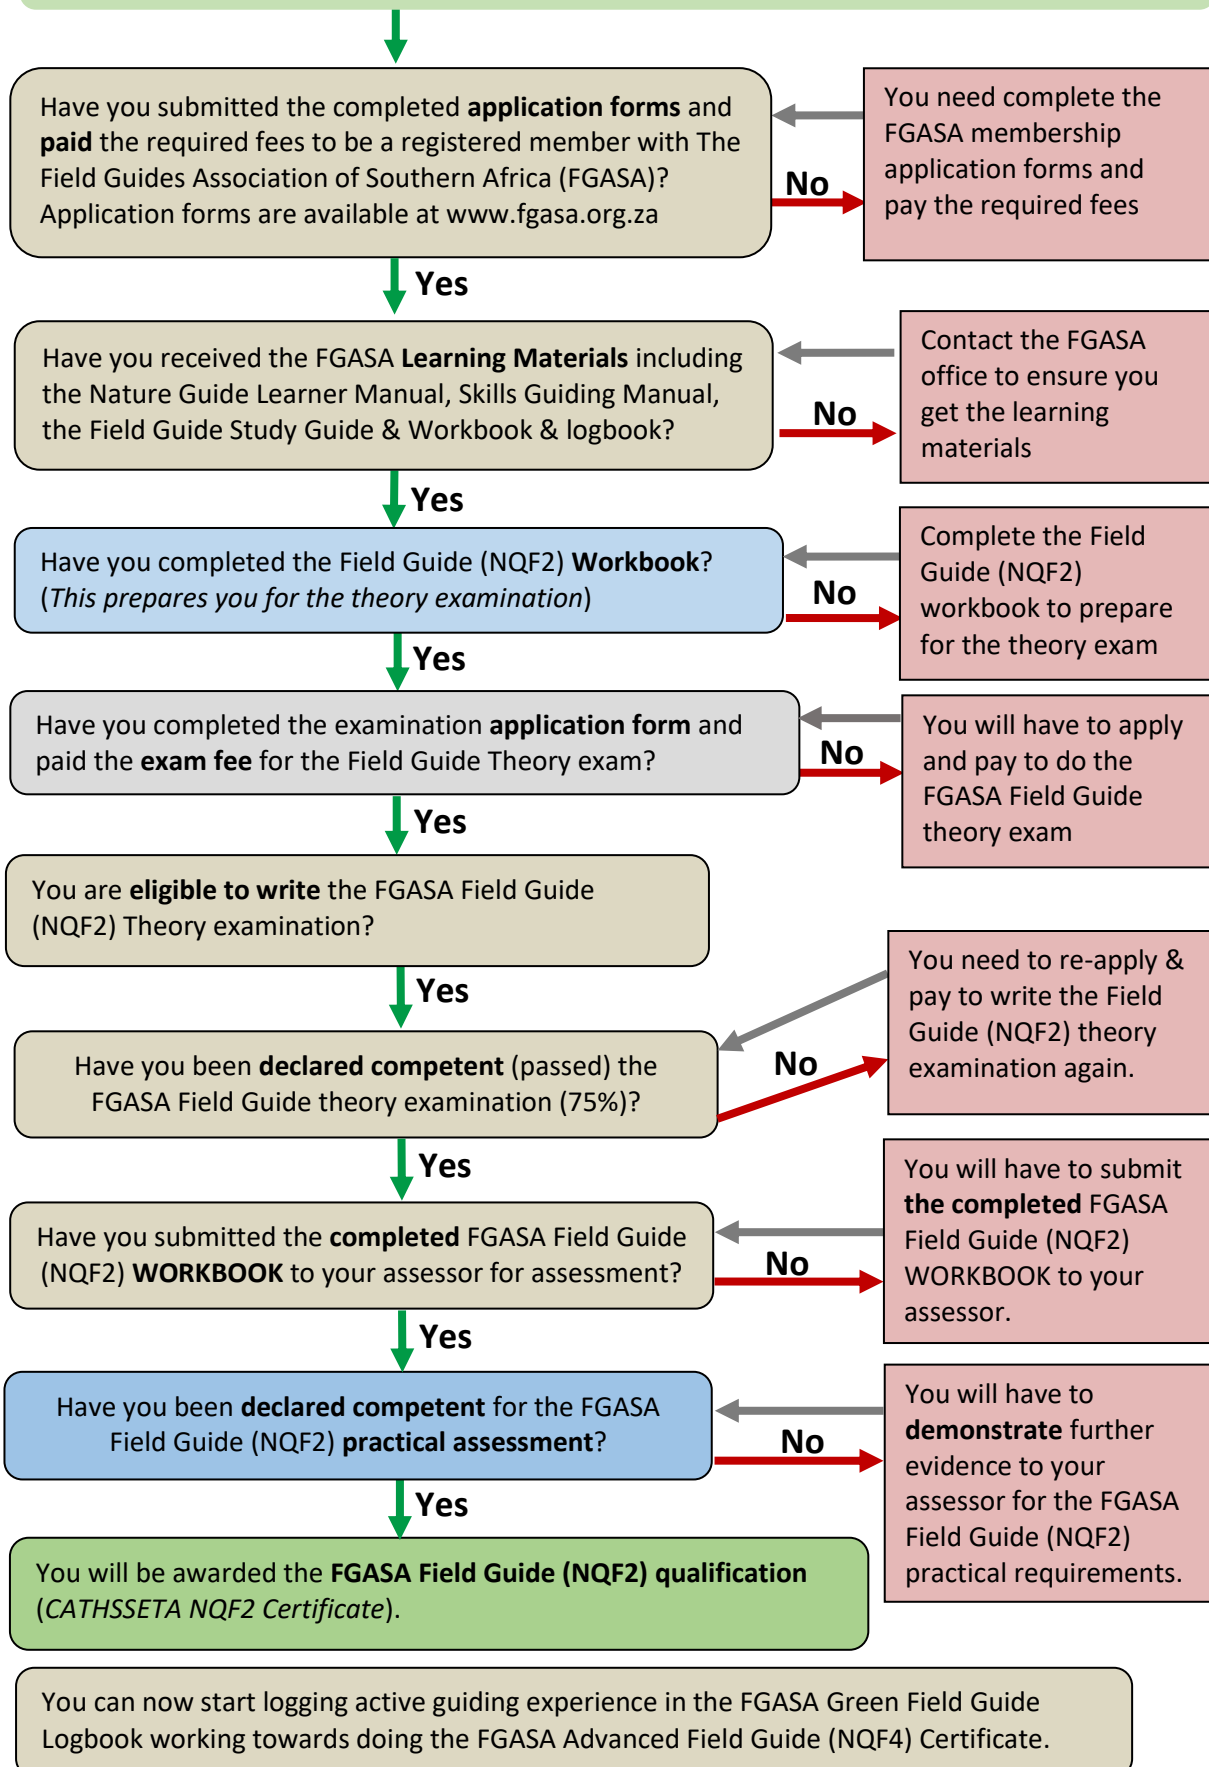 Have you submitted the completed application forms and
paid the required fees to be a registered member with The
Field Guides Association of Southern Africa (FGASA)?
Application forms are available at www.fgasa.org.za
No
You need complete the
FGASA membership
application forms and
pay the required fees
Yes
Have you received the FGASA Learning Materials including
the Nature Guide Learner Manual, Skills Guiding Manual,
the Field Guide Study Guide & Workbook & logbook?
No
Contact the FGASA
office to ensure you
get the learning
materials
Yes
Have you completed the Field Guide (NQF2) Workbook?
(This prepares you for the theory examination)
No
Complete the Field
Guide (NQF2)
workbook to prepare
for the theory exam
Yes
Have you completed the examination application form and
paid the exam fee for the Field Guide Theory exam?
No
You will have to apply
and pay to do the
FGASA Field Guide
theory exam
Yes
You are eligible to write the FGASA Field Guide
(NQF2) Theory examination?
Yes
Have you been declared competent (passed) the
FGASA Field Guide theory examination (75%)?
No
You need to re-apply &
pay to write the Field
Guide (NQF2) theory
examination again.
Yes
Have you submitted the completed FGASA Field Guide
(NQF2) WORKBOOK to your assessor for assessment?
No
You will have to submit
the completed FGASA
Field Guide (NQF2)
WORKBOOK to your
assessor.
Yes
Have you been declared competent for the FGASA
Field Guide (NQF2) practical assessment?
No
You will have to
demonstrate further
evidence to your
assessor for the FGASA
Field Guide (NQF2)
practical requirements.
Yes
You will be awarded the FGASA Field Guide (NQF2) qualification
(CATHSSETA NQF2 Certificate).
You can now start logging active guiding experience in the FGASA Green Field Guide
Logbook working towards doing the FGASA Advanced Field Guide (NQF4) Certificate.